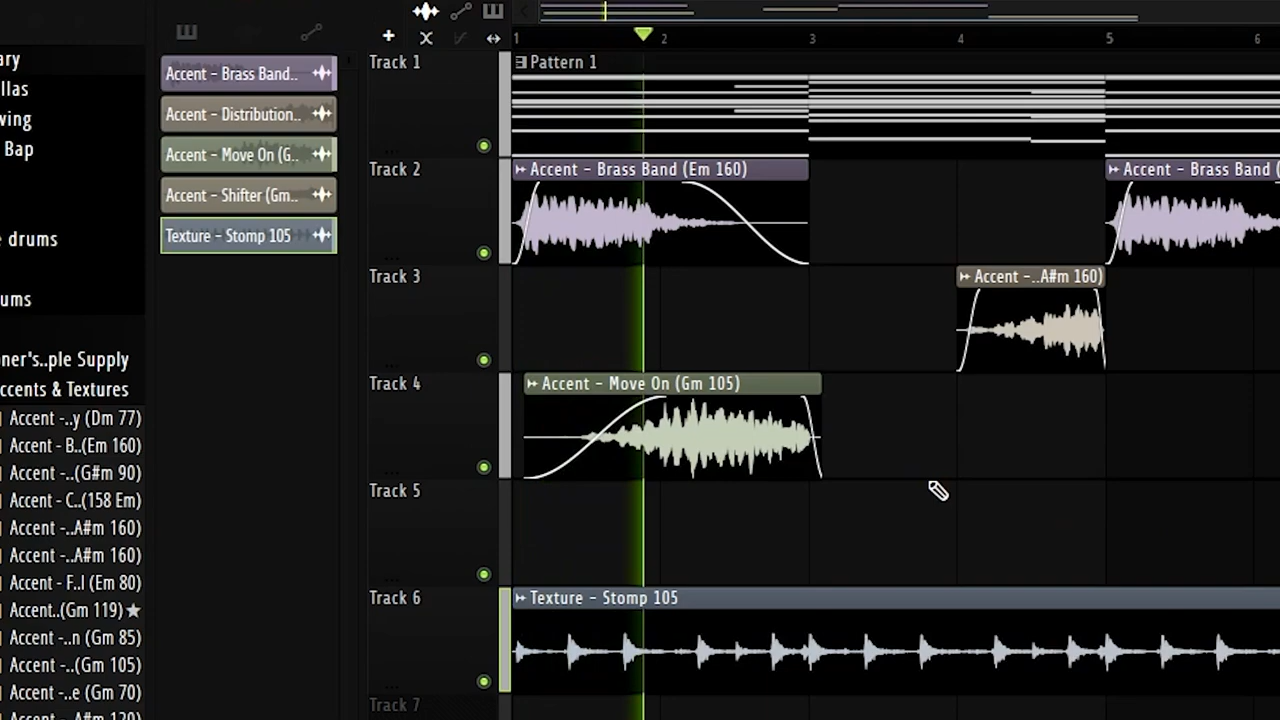 ary
llas
wing
Bap
e drums
ums
ner's..ple Supply
ccents & Textures
Accent -..y (Dm 77)
Accent - B..(Em 160)
Accent -..(G#m 90)
Accent - C..(158 Em)
Accent -..A#m 160)
Accent -..A#m 160)
Accent - F..l (Em 80)
Accent..(Gm 119)
Accent -..n (Gm 85)
Accent -..(Gm 105)
Accent -..e (Gm 70)
Accent -..A#m 120)
Accent - Brass Band..
Accent - Distribution..
Accent - Move On (G..
Accent - Shifter (Gm..
Texture - Stomp 105
1 2 3 4 5 6
Track 1
Pattern 1
Track 2
Accent - Brass Band (Em 160)
Accent - Brass Band (
Track 3
Accent -..A#m 160)
Track 4
Accent - Move On (Gm 105)
Track 5
Track 6
Texture - Stomp 105
Track 7